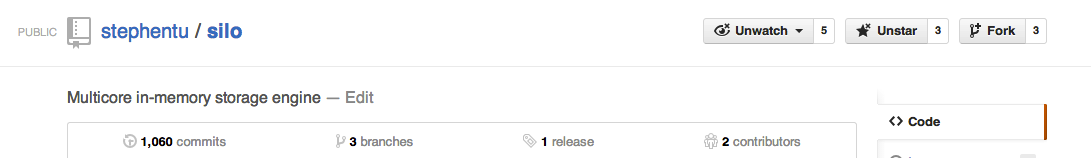 PUBLIC stephentu / silo Unwatch 5 Unstar 3 Fork 3
Multicore in-memory storage engine — Edit
1,060 commits 3 branches 1 release 2 contributors
<> Code